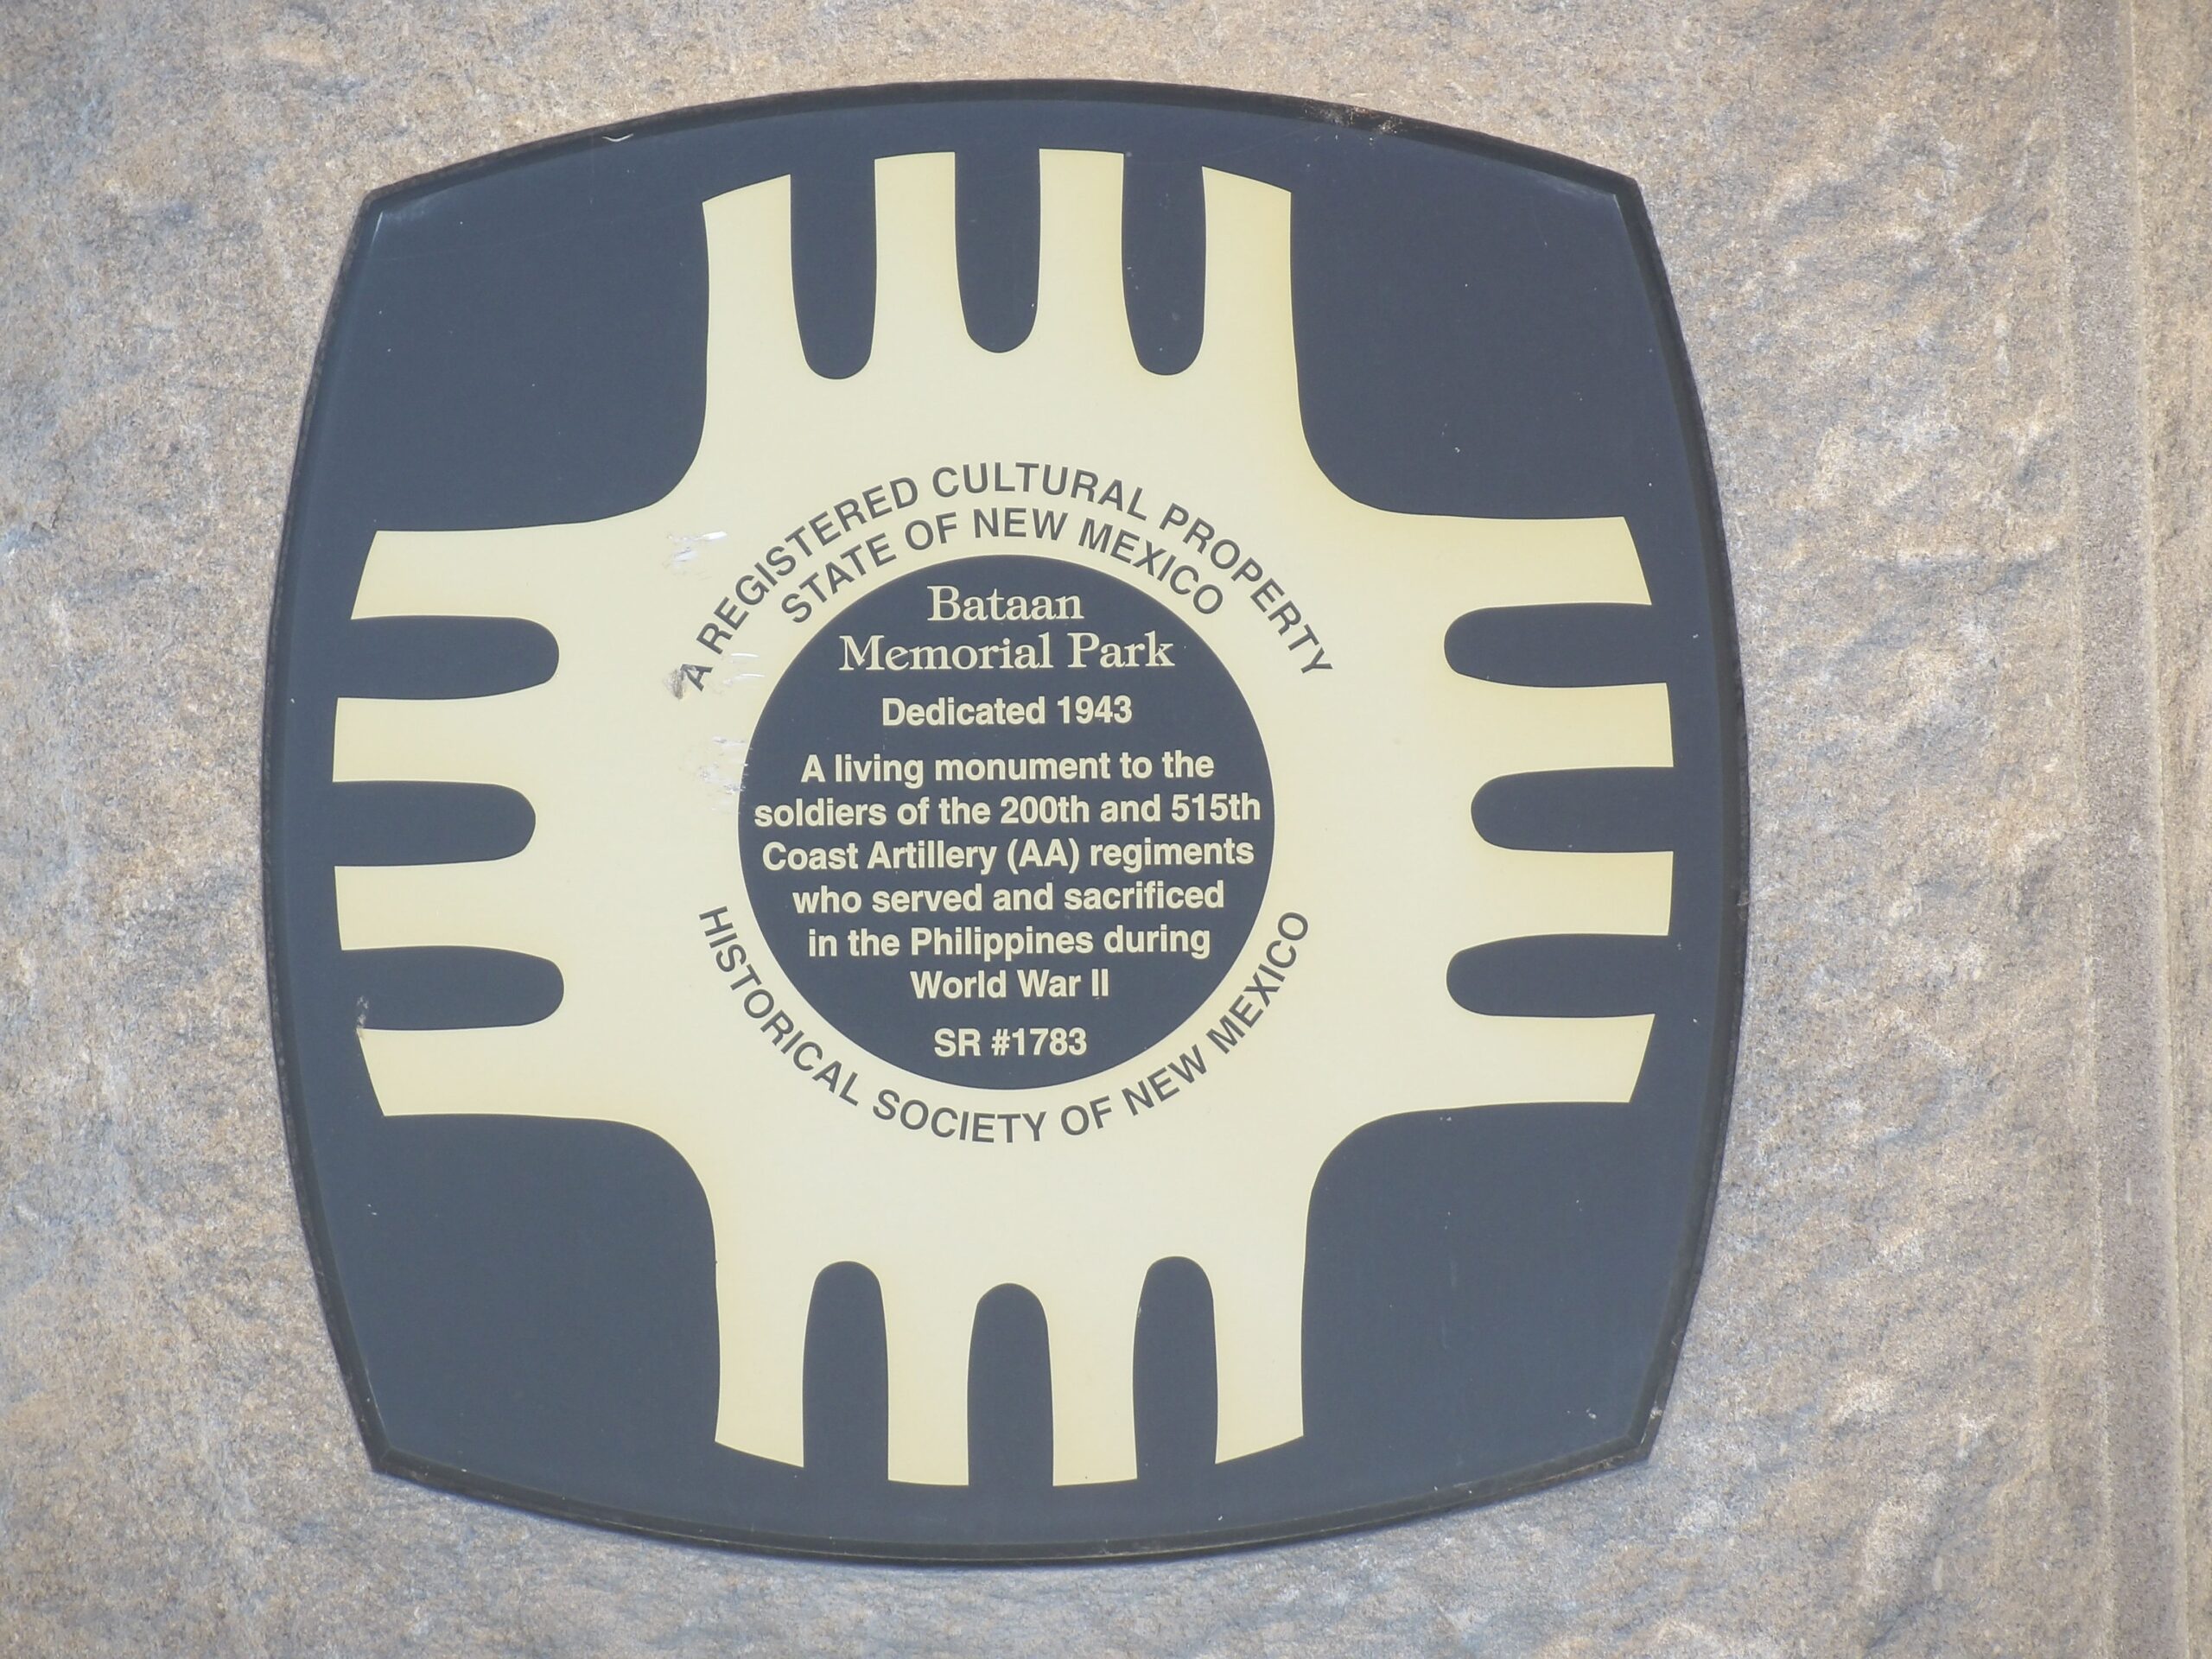 A REGISTERED CULTURAL PROPERTY
STATE OF NEW MEXICO
Bataan
Memorial Park
Dedicated 1943
A living monument to the
soldiers of the 200th and 515th
Coast Artillery (AA) regiments
who served and sacrificed
in the Philippines during
World War II
SR #1783
HISTORICAL SOCIETY OF NEW MEXICO